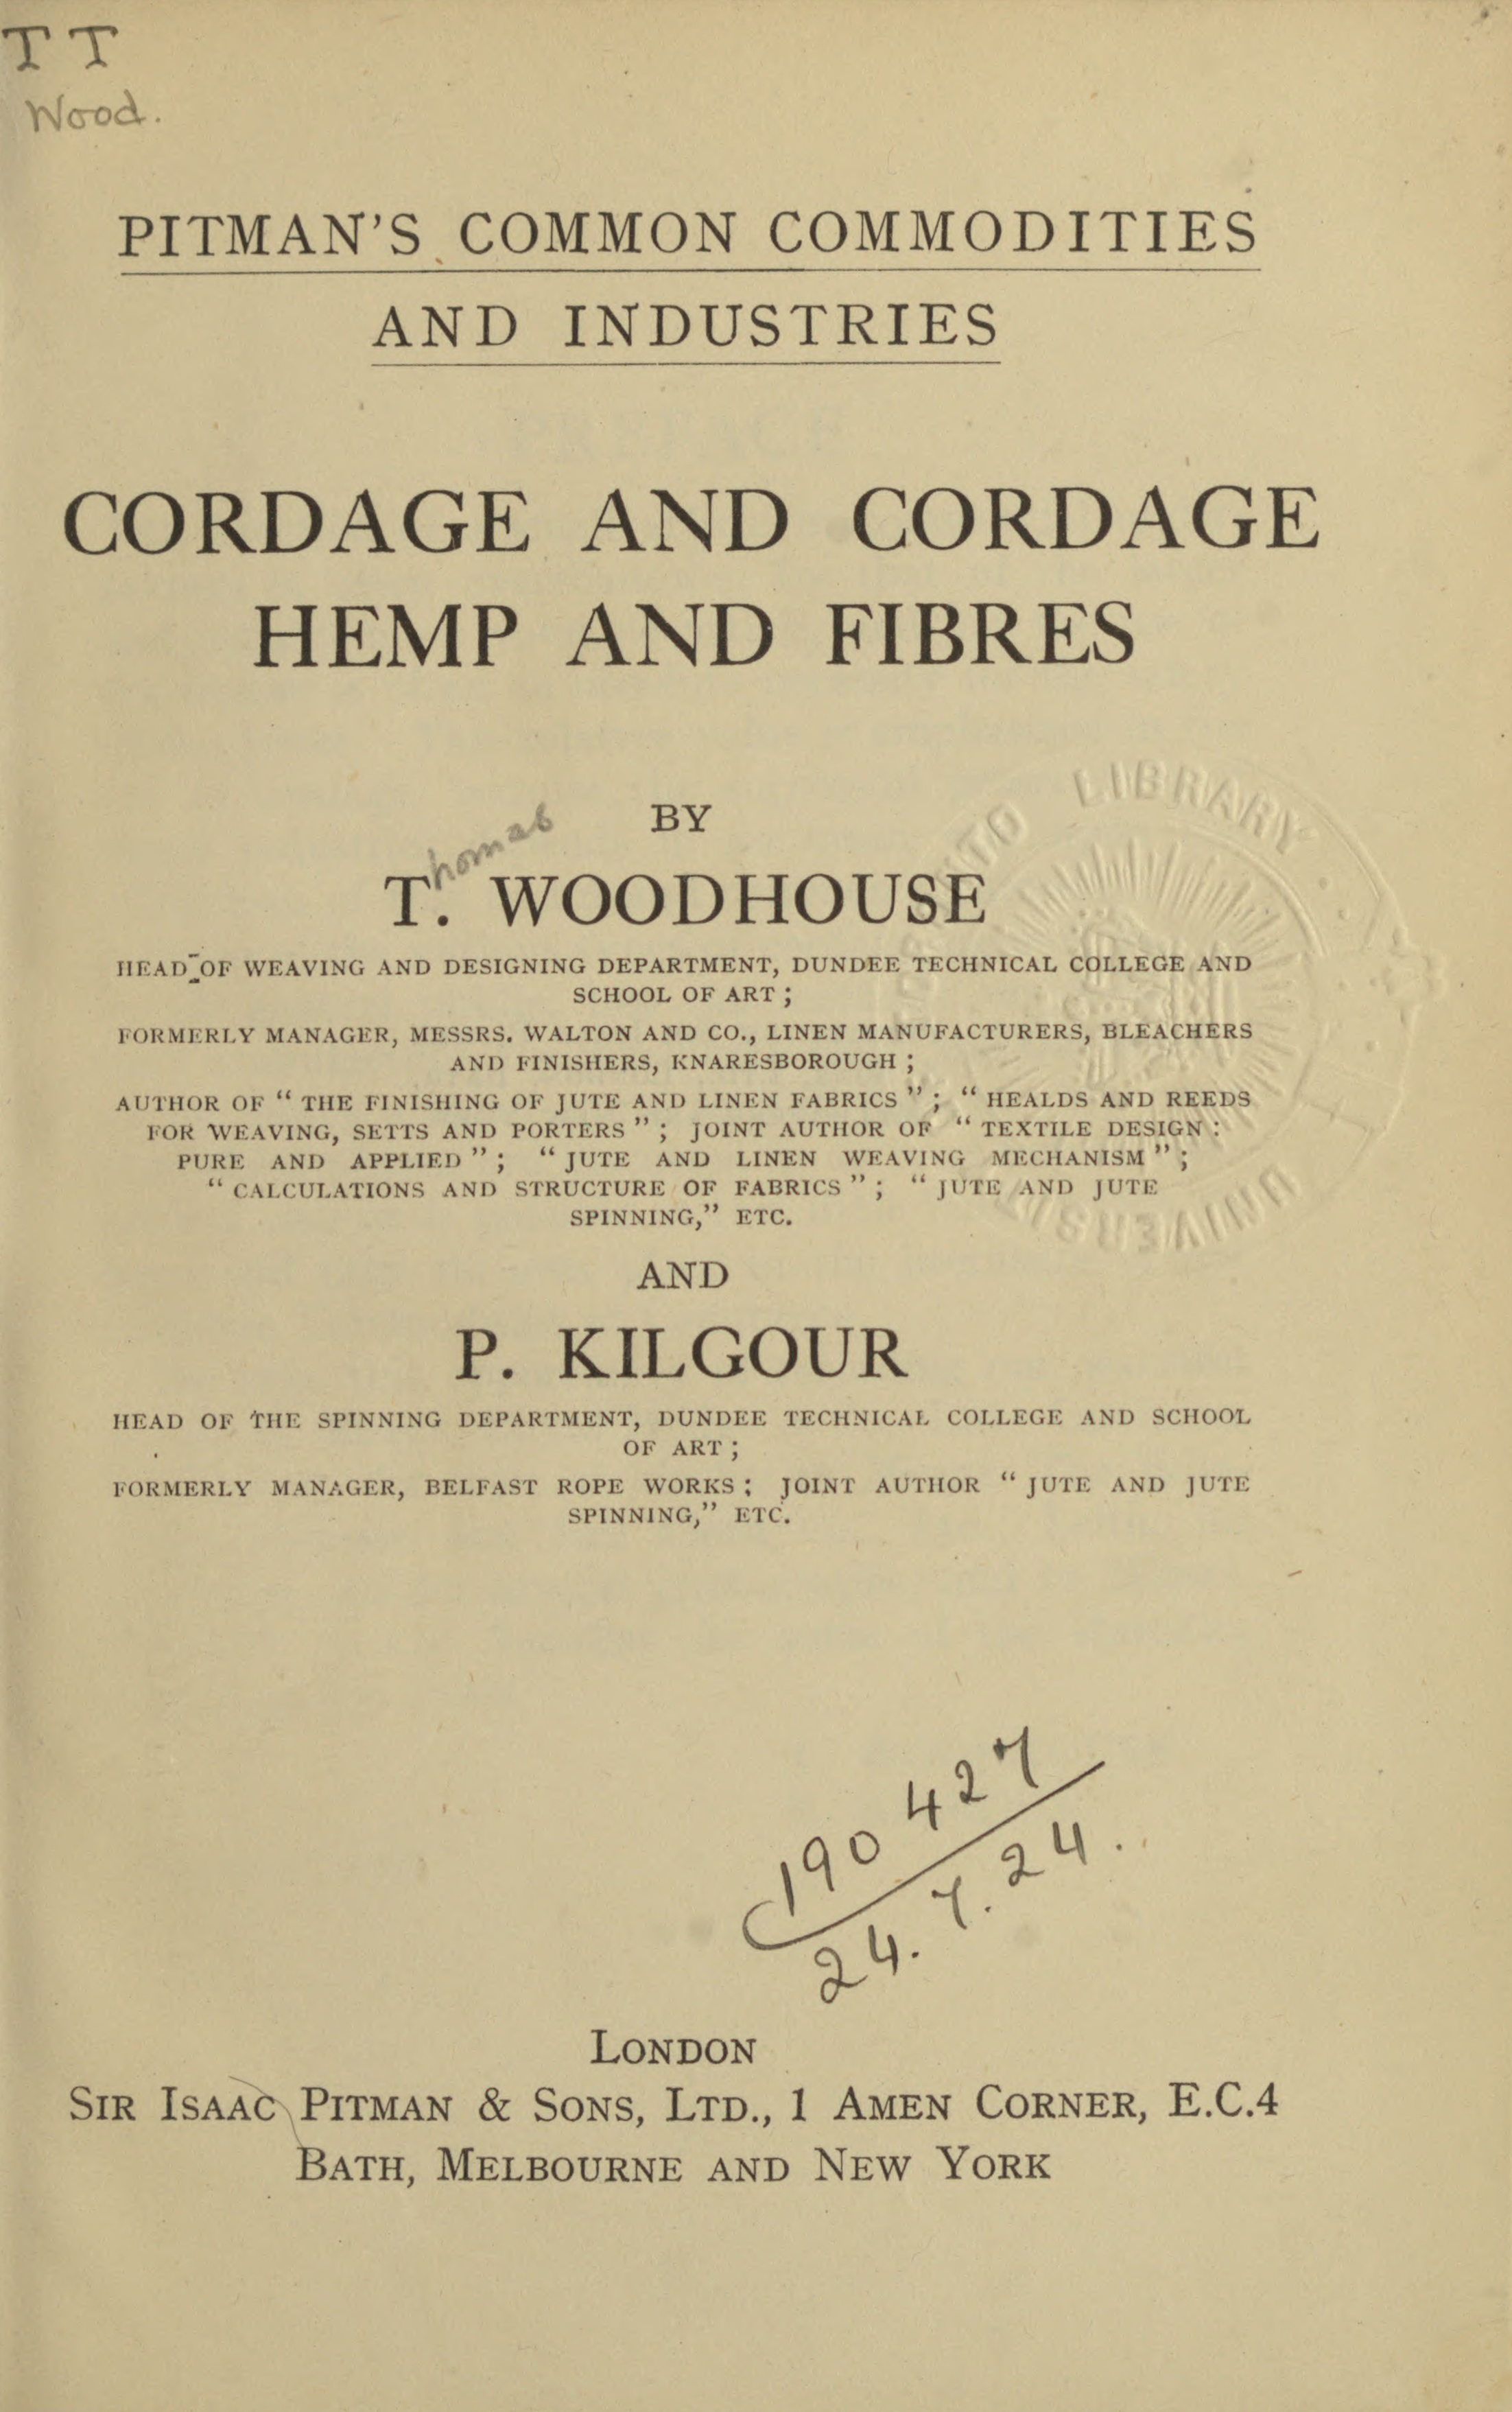 TT
Wood.
PITMAN'S COMMON COMMODITIES
AND INDUSTRIES
CORDAGE AND CORDAGE
HEMP AND FIBRES
BY
Thomas
T. WOODHOUSE
HEAD OF WEAVING AND DESIGNING DEPARTMENT, DUNDEE TECHNICAL COLLEGE AND
SCHOOL OF ART;
FORMERLY MANAGER, MESSRS. WALTON AND CO., LINEN MANUFACTURERS, BLEACHERS
AND FINISHERS, KNARESBOROUGH;
AUTHOR OF "THE FINISHING OF JUTE AND LINEN FABRICS"; "HEALDS AND REEDS
FOR WEAVING, SETTS AND PORTERS"; JOINT AUTHOR OF "TEXTILE DESIGN:
PURE AND APPLIED"; "JUTE AND LINEN WEAVING MECHANISM";
"CALCULATIONS AND STRUCTURE OF FABRICS"; "JUTE AND JUTE
SPINNING," ETC.
LIBRARY
AND
P. KILGOUR
HEAD OF THE SPINNING DEPARTMENT, DUNDEE TECHNICAL COLLEGE AND SCHOOL
OF ART;
FORMERLY MANAGER, BELFAST ROPE WORKS; JOINT AUTHOR "JUTE AND JUTE
SPINNING," ETC.
190427
24.7.24.
LONDON
SIR ISAAC PITMAN & SONS, LTD., 1 AMEN CORNER, E.C.4
BATH, MELBOURNE AND NEW YORK